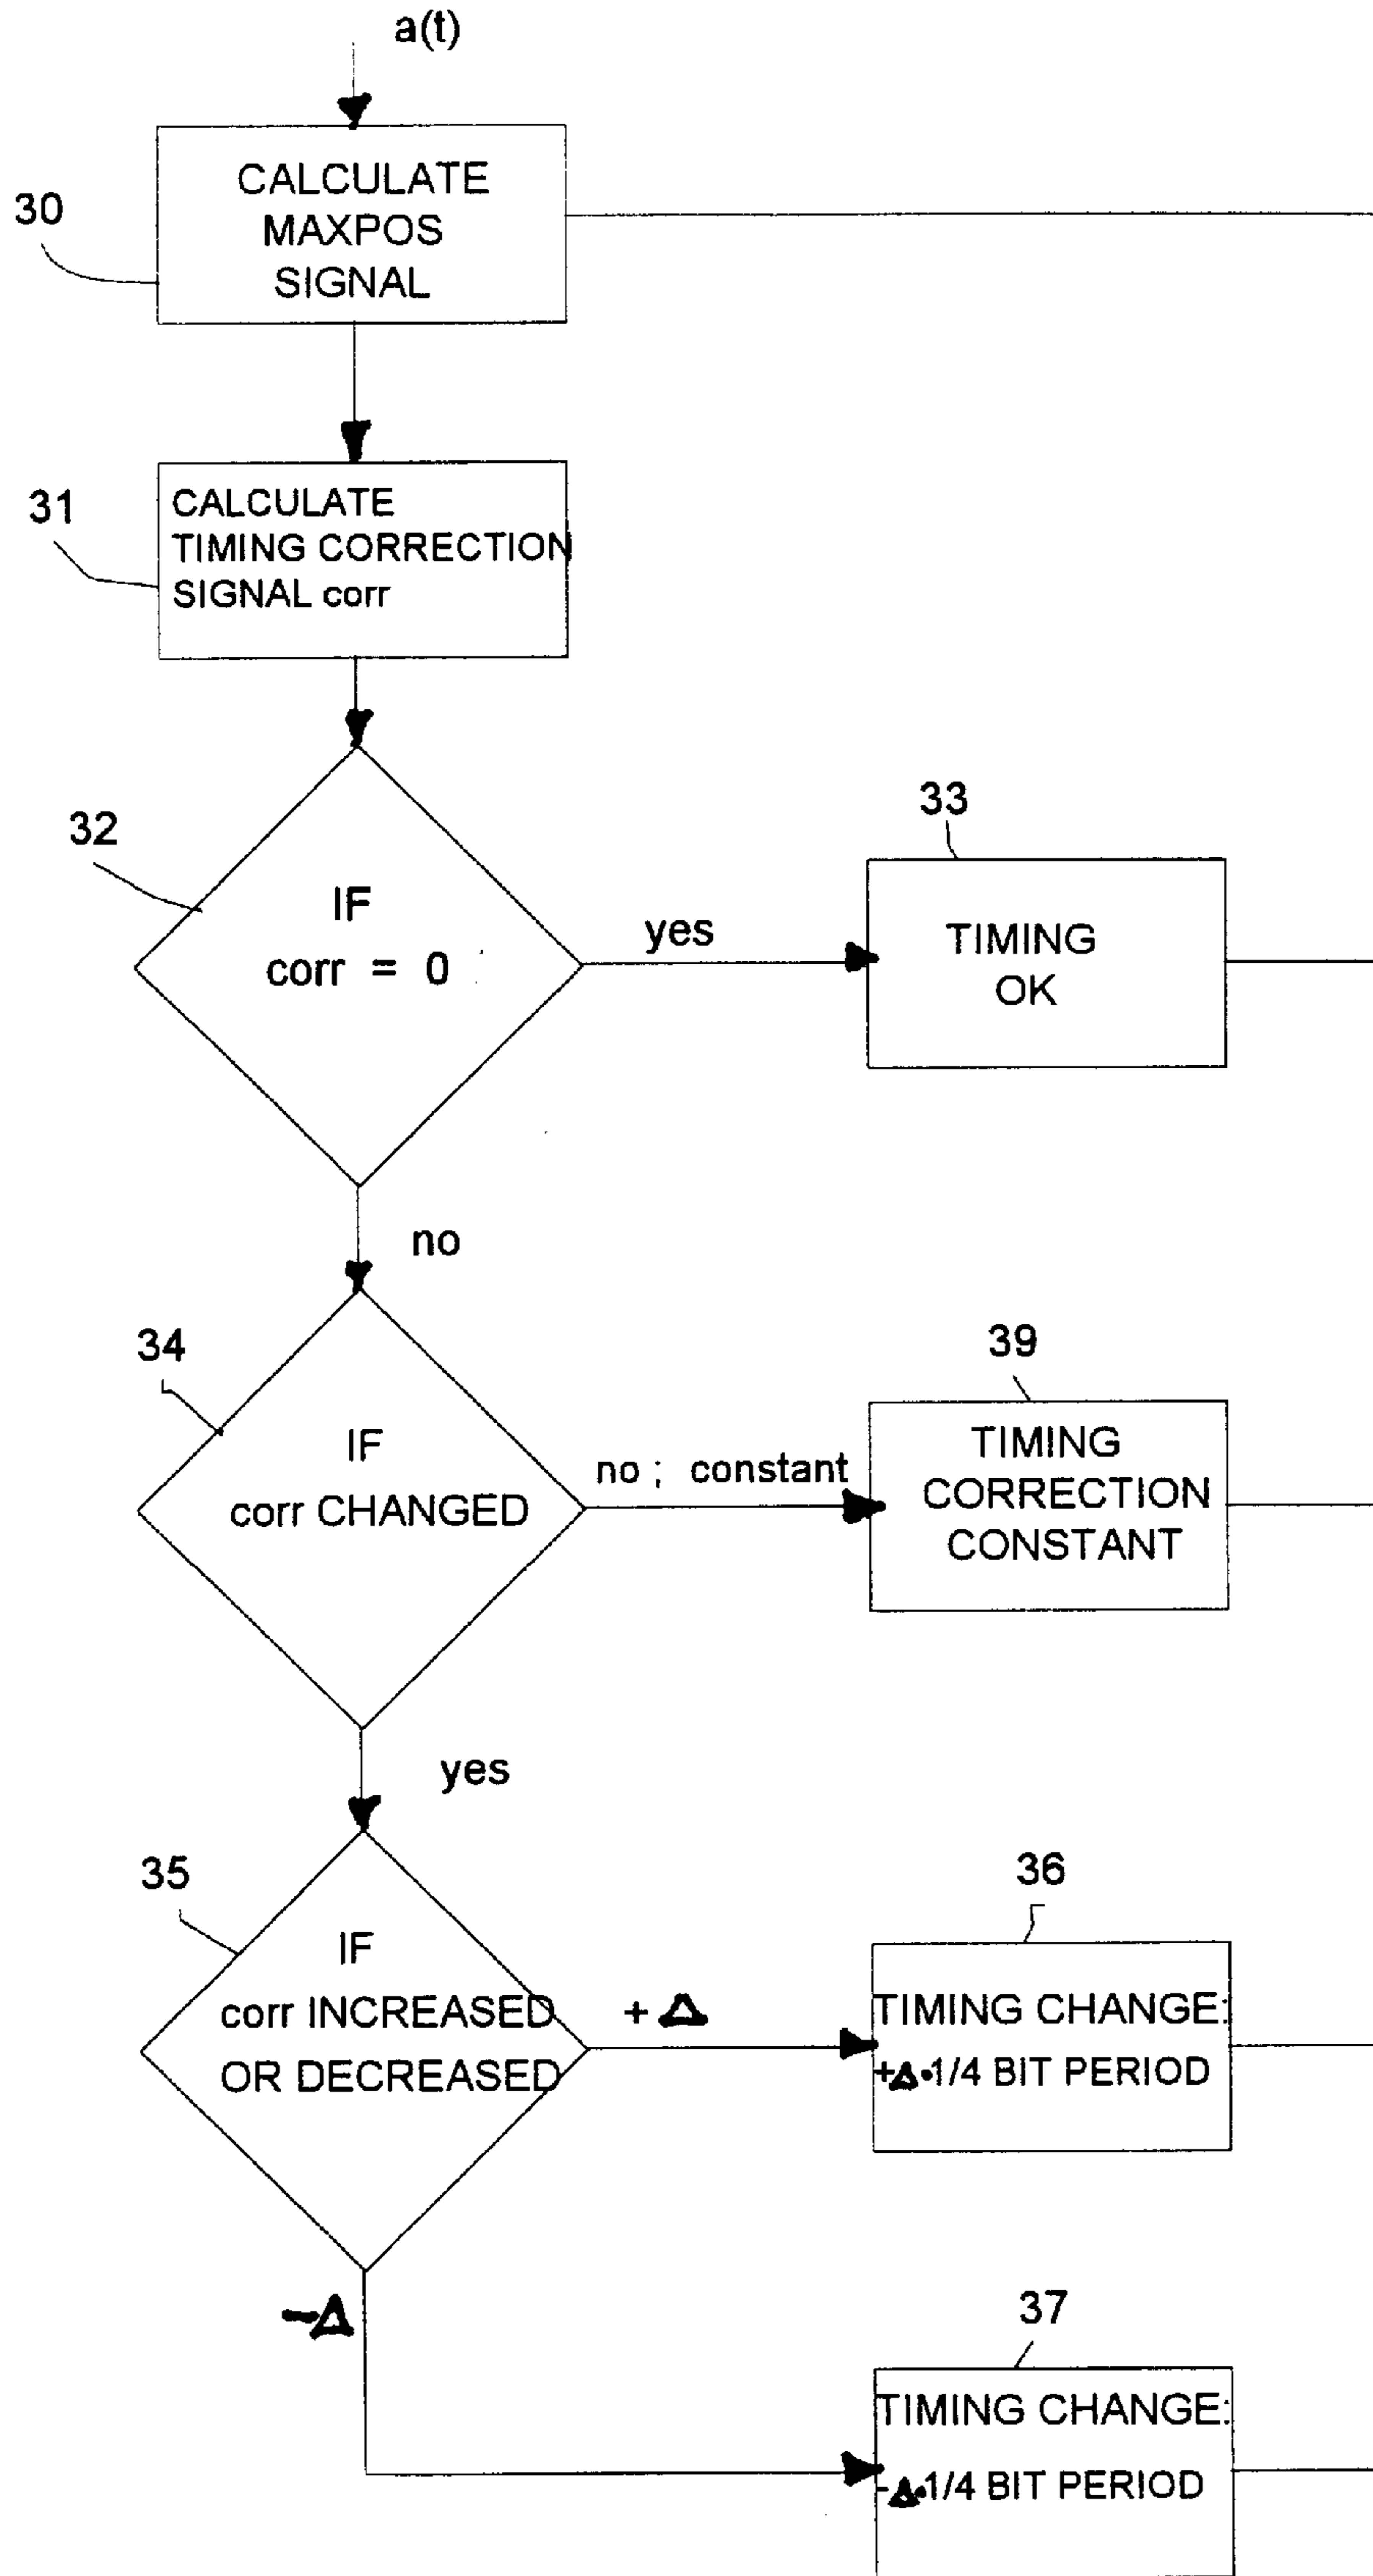 a(t)
30
CALCULATE
MAXPOS
SIGNAL
31
CALCULATE
TIMING CORRECTION
SIGNAL corr
32
IF
corr = 0
yes
33
TIMING
OK
no
34
IF
corr CHANGED
no ; constant
39
TIMING
CORRECTION
CONSTANT
yes
35
IF
corr INCREASED
OR DECREASED
+ Δ
36
TIMING CHANGE:
+Δ•1/4 BIT PERIOD
-Δ
37
TIMING CHANGE:
-Δ•1/4 BIT PERIOD